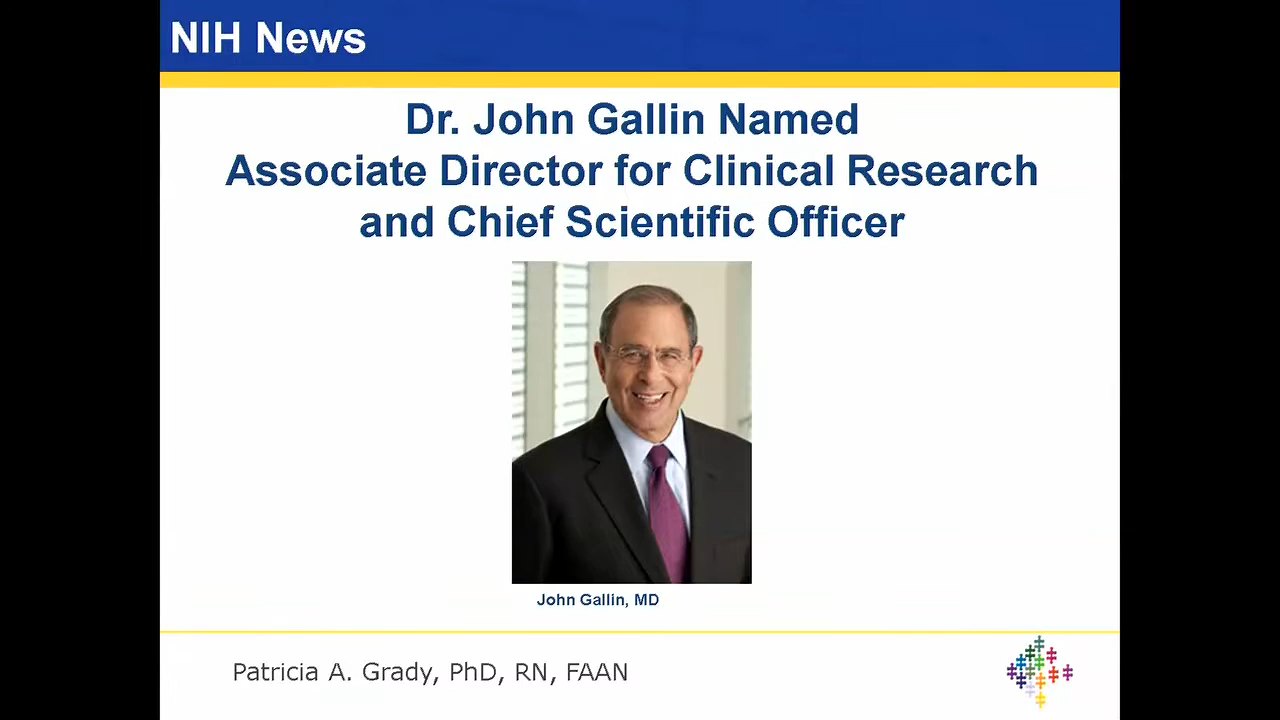 NIH News
Dr. John Gallin Named
Associate Director for Clinical Research
and Chief Scientific Officer
John Gallin, MD
Patricia A. Grady, PhD, RN, FAAN